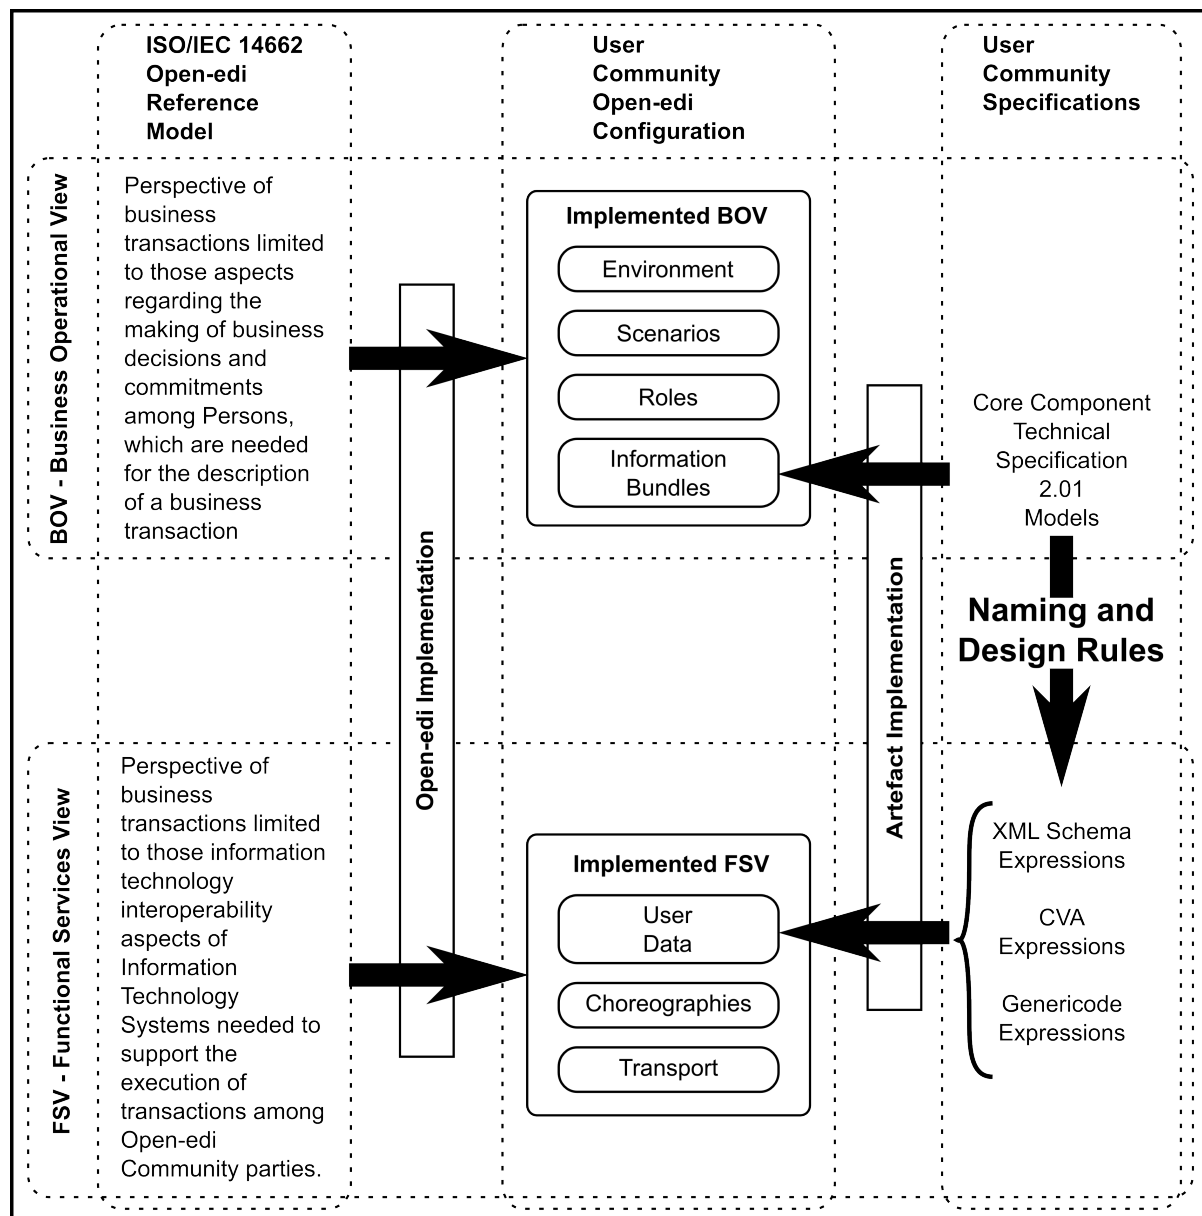 ISO/IEC 14662
Open-edi
Reference
Model
User
Community
Open-edi
Configuration
User
Community
Specifications
BOV - Business Operational View
Perspective of
business
transactions limited
to those aspects
regarding the
making of business
decisions and
commitments
among Persons,
which are needed
for the description
of a business
transaction
Open-edi Implementation
Implemented BOV
Environment
Scenarios
Roles
Information
Bundles
Artefact Implementation
Core Component
Technical
Specification
2.01
Models
Naming and
Design Rules
FSV - Functional Services View
Perspective of
business
transactions limited
to those information
technology
interoperability
aspects of
Information
Technology
Systems needed to
support the
execution of
transactions among
Open-edi
Community parties.
Implemented FSV
User
Data
Choreographies
Transport
XML Schema
Expressions
CVA
Expressions
Genericode
Expressions